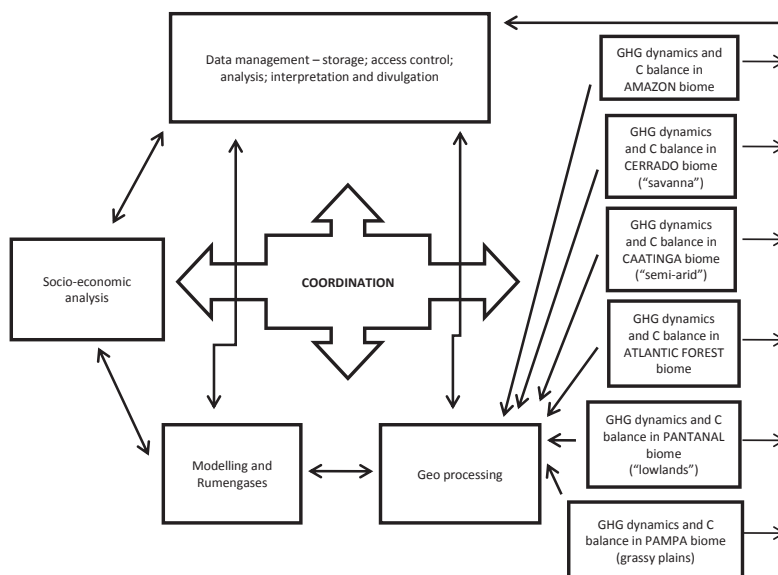 Data management – storage; access control;
analysis; interpretation and divulgation
GHG dynamics and
C balance in
AMAZON biome
GHG dynamics
and C balance in
CERRADO biome
(“savanna”)
GHG dynamics
and C balance in
CAATINGA biome
(“semi-arid”)
GHG dynamics
and C balance in
ATLANTIC FOREST
biome
GHG dynamics and C
balance in PANTANAL
biome
(“lowlands”)
GHG dynamics and C
balance in PAMPA biome
(grassy plains)
Socio-economic
analysis
COORDINATION
Modelling and
Rumengases
Geo processing